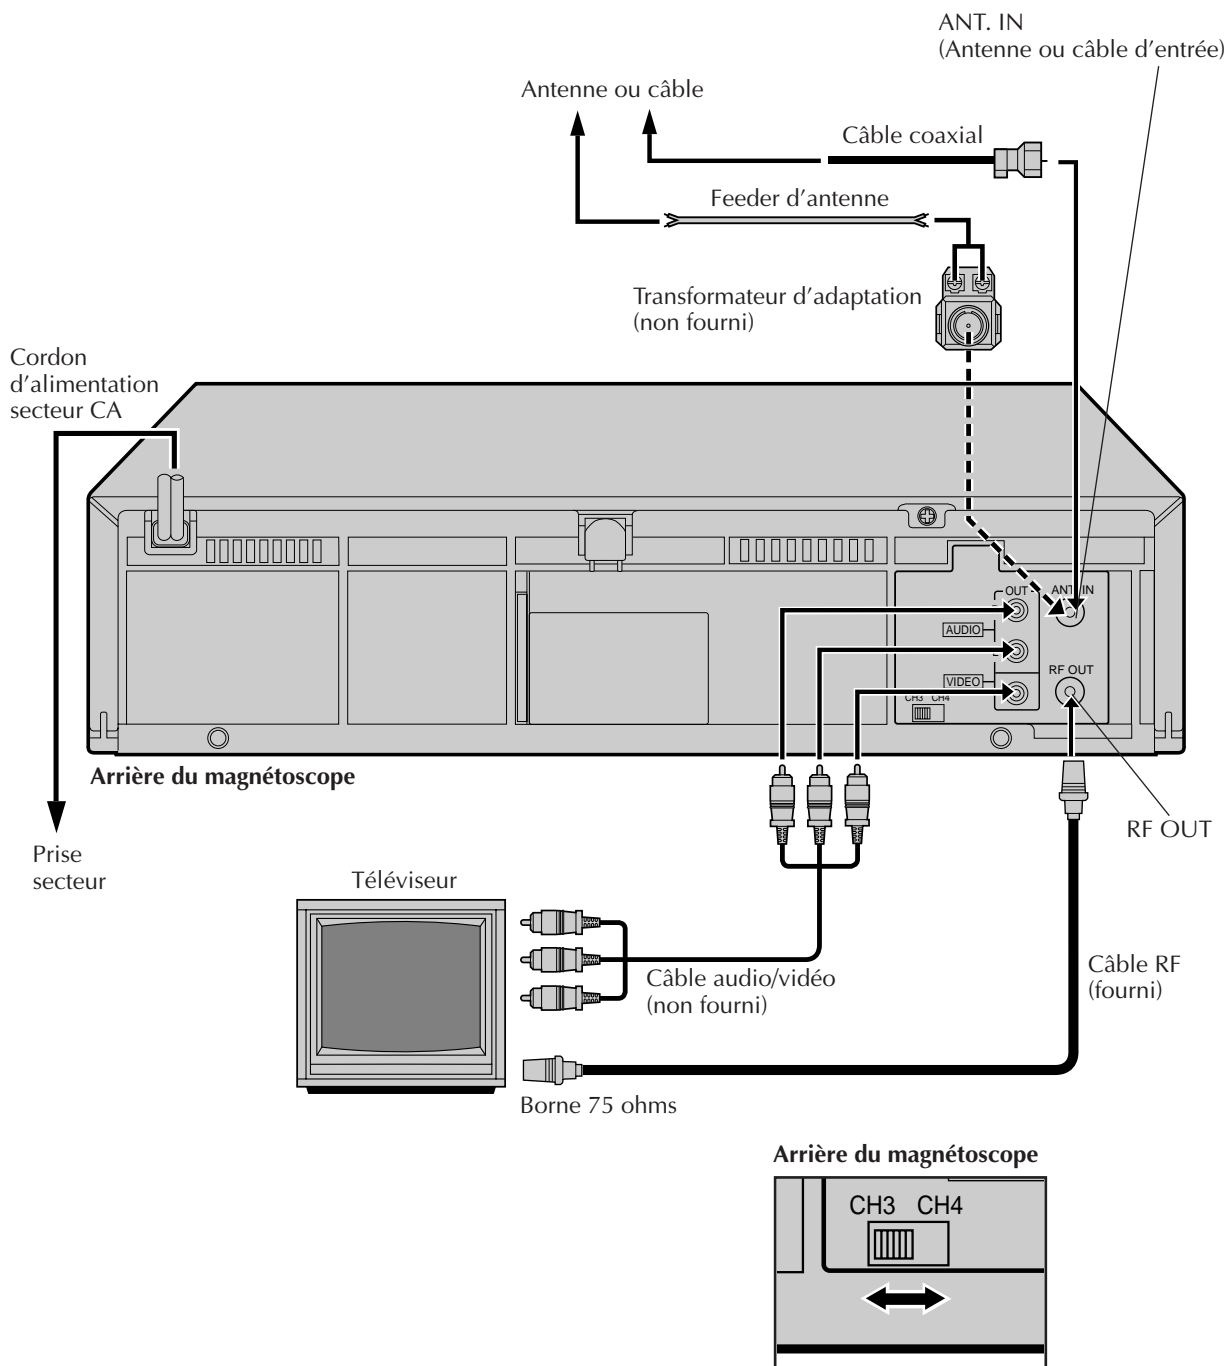 ANT. IN
(Antenne ou câble d'entrée)
Antenne ou câble
Câble coaxial
Feeder d'antenne
Transformateur d'adaptation
(non fourni)
Cordon
d'alimentation
secteur CA
OUT
ANT. IN
AUDIO
RF OUT
VIDEO
CH3 CH4
Arrière du magnétoscope
RF OUT
Prise
secteur
Téléviseur
Câble audio/vidéo
(non fourni)
Câble RF
(fourni)
Borne 75 ohms
Arrière du magnétoscope
CH3 CH4